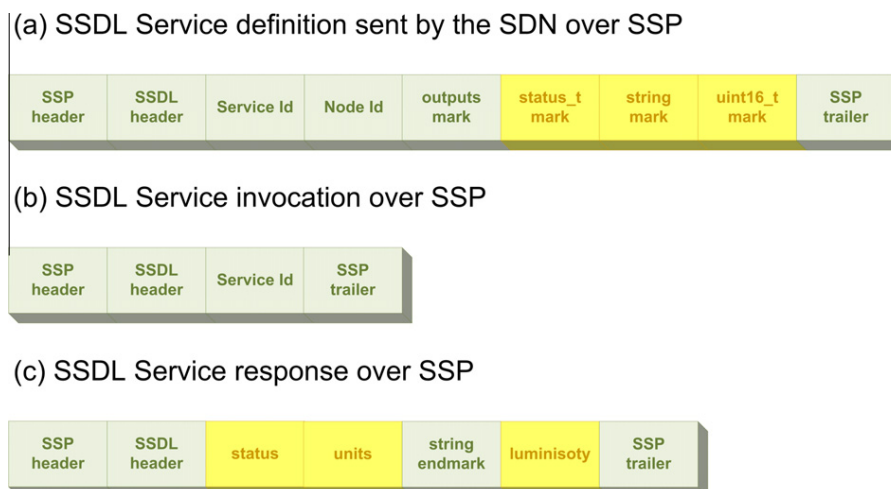 (a) SSDL Service definition sent by the SDN over SSP
SSP header
SSDL header
Service Id
Node Id
outputs mark
status_t mark
string mark
uint16_t mark
SSP trailer
(b) SSDL Service invocation over SSP
SSP header
SSDL header
Service Id
SSP trailer
(c) SSDL Service response over SSP
SSP header
SSDL header
status
units
string endmark
luminisoty
SSP trailer